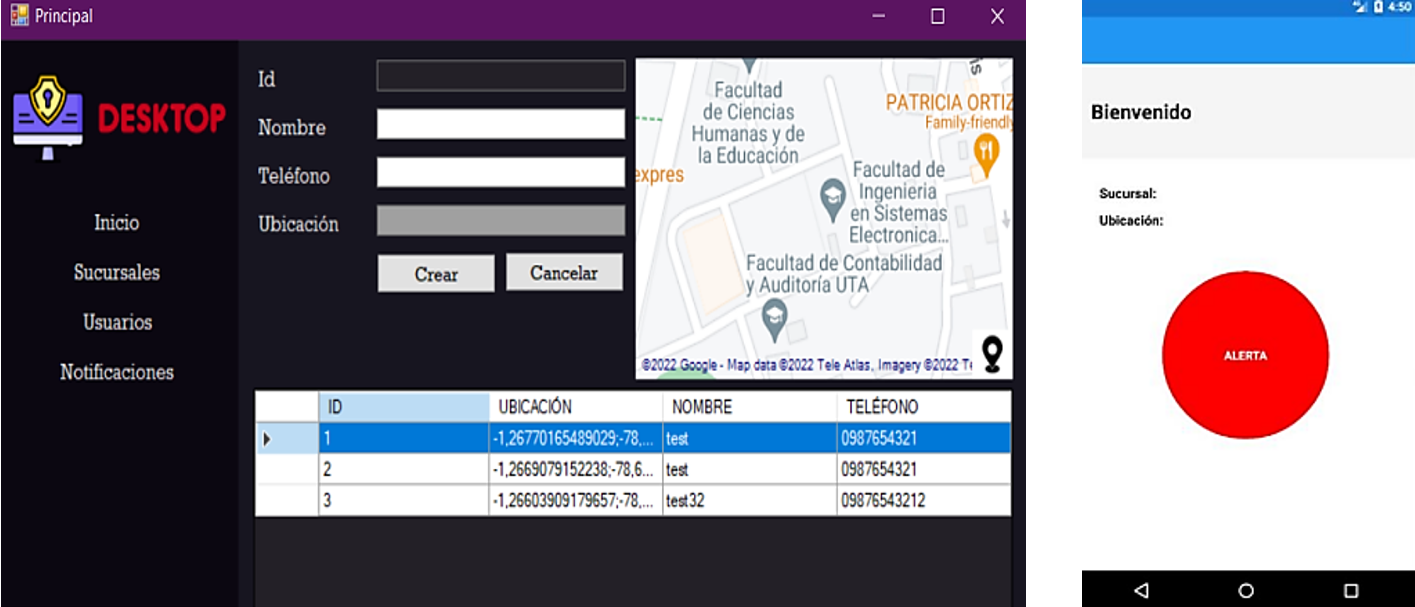 Principal
DESKTOP
Inicio
Sucursales
Usuarios
Notificaciones
Id
Nombre
Teléfono
Ubicación
Crear
Cancelar
Facultad
de Ciencias
Humanas y de
la Educación
PATRICIA ORTIZ
Family-friendly
expres
Facultad de
Ingenieria
en Sistemas
Electronica...
Facultad de Contabilidad
y Auditoría UTA
©2022 Google - Map data ©2022 Tele Atlas, Imagery ©2022 Te
ID UBICACIÓN NOMBRE TELÉFONO
1 -1,26770165489029;-78,... test 0987654321
2 -1,2669079152238;-78,6... test 0987654321
3 -1,26603909179657;-78,... test32 09876543212
4:50
Bienvenido
Sucursal:
Ubicación:
ALERTA